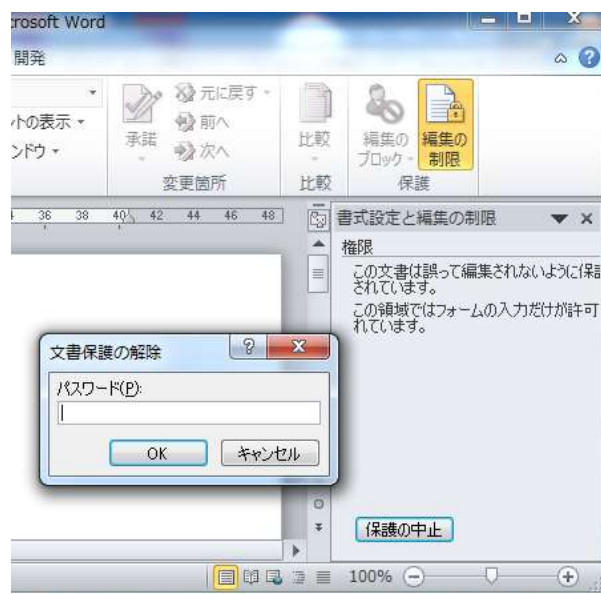 crosoft Word
開発
元に戻す
ントの表示
前へ
ンドウ
次へ
承諾
比較
編集の
ブロック
編集の
制限
変更箇所
比較
保護
36 38 40 42 44 46 48
書式設定と編集の制限
権限
この文書は誤って編集されないように保護
されています。
この領域ではフォームの入力だけが許可
れています。
文書保護の解除
パスワード(P):
OK
キャンセル
保護の中止
100%